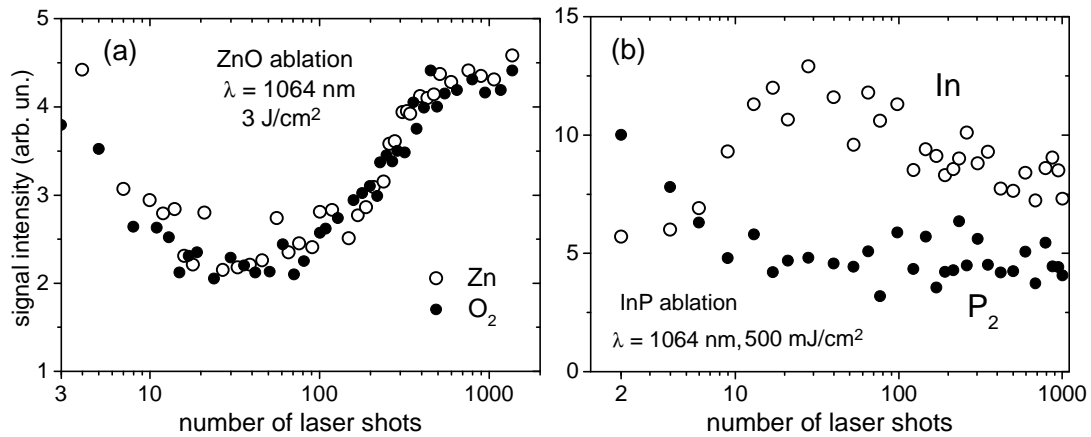 (a)
ZnO ablation
λ = 1064 nm
3 J/cm²
Zn
O₂
signal intensity (arb. un.)
5
4
3
2
1
3
10
100
1000
number of laser shots
(b)
In
P₂
InP ablation
λ = 1064 nm, 500 mJ/cm²
15
10
5
0
2
10
100
1000
number of laser shots